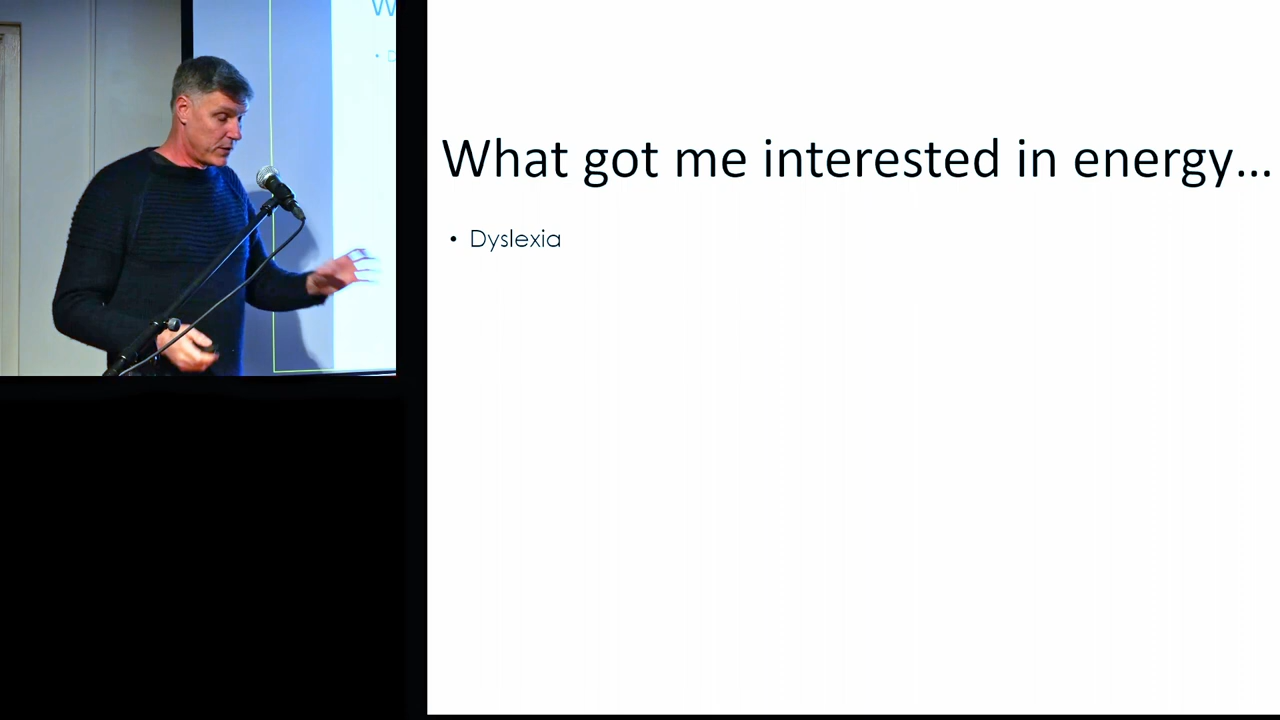 What got me interested in energy...
• Dyslexia